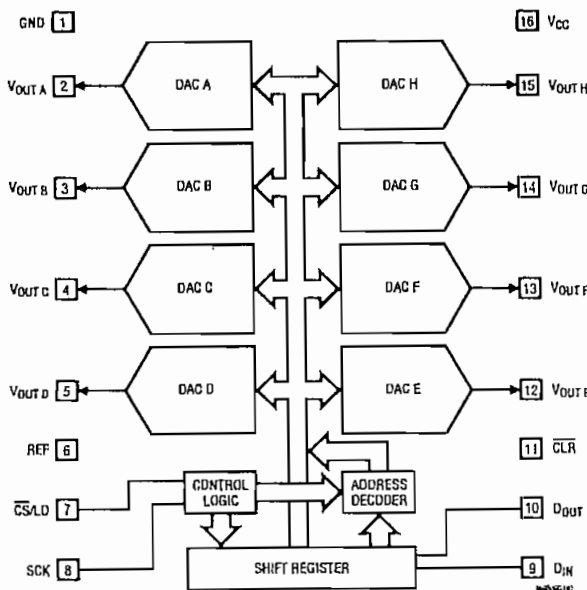 GND 1
16 VCC
VOUT A 2
DAC A
DAC H
15 VOUT H
VOUT B 3
DAC B
DAC G
14 VOUT G
VOUT C 4
DAC C
DAC F
13 VOUT F
VOUT D 5
DAC D
DAC E
12 VOUT E
REF 6
11 CLR
CS/LD 7
CONTROL
LOGIC
ADDRESS
DECODER
10 DOUT
SCK 8
SHIFT REGISTER
9 DIN